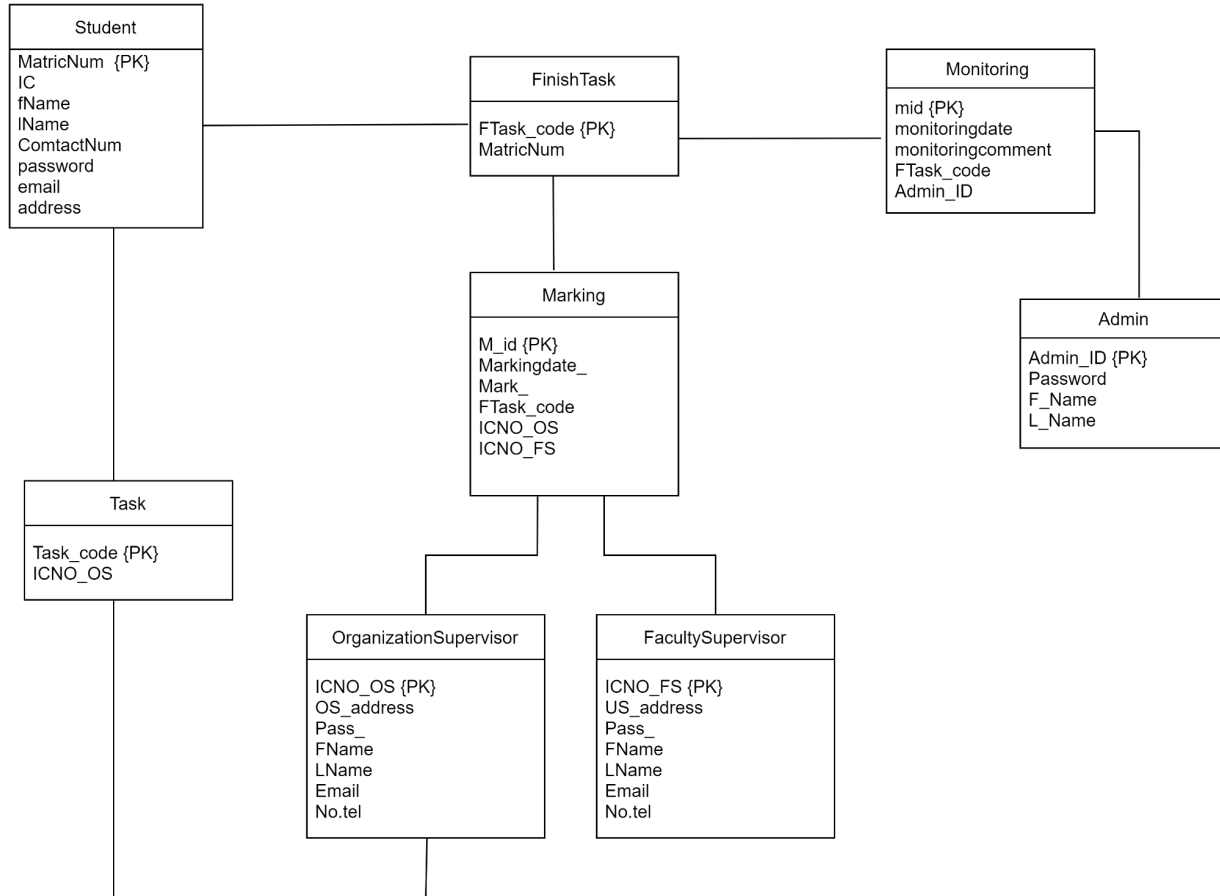 Student
MatricNum {PK}
IC
fName
lName
ComtactNum
password
email
address
FinishTask
FTask_code {PK}
MatricNum
Monitoring
mid {PK}
monitoringdate
monitoringcomment
FTask_code
Admin_ID
Marking
M_id {PK}
Markingdate_
Mark_
FTask_code
ICNO_OS
ICNO_FS
Admin
Admin_ID {PK}
Password
F_Name
L_Name
Task
Task_code {PK}
ICNO_OS
OrganizationSupervisor
ICNO_OS {PK}
OS_address
Pass_
FName
LName
Email
No.tel
FacultySupervisor
ICNO_FS {PK}
US_address
Pass_
FName
LName
Email
No.tel